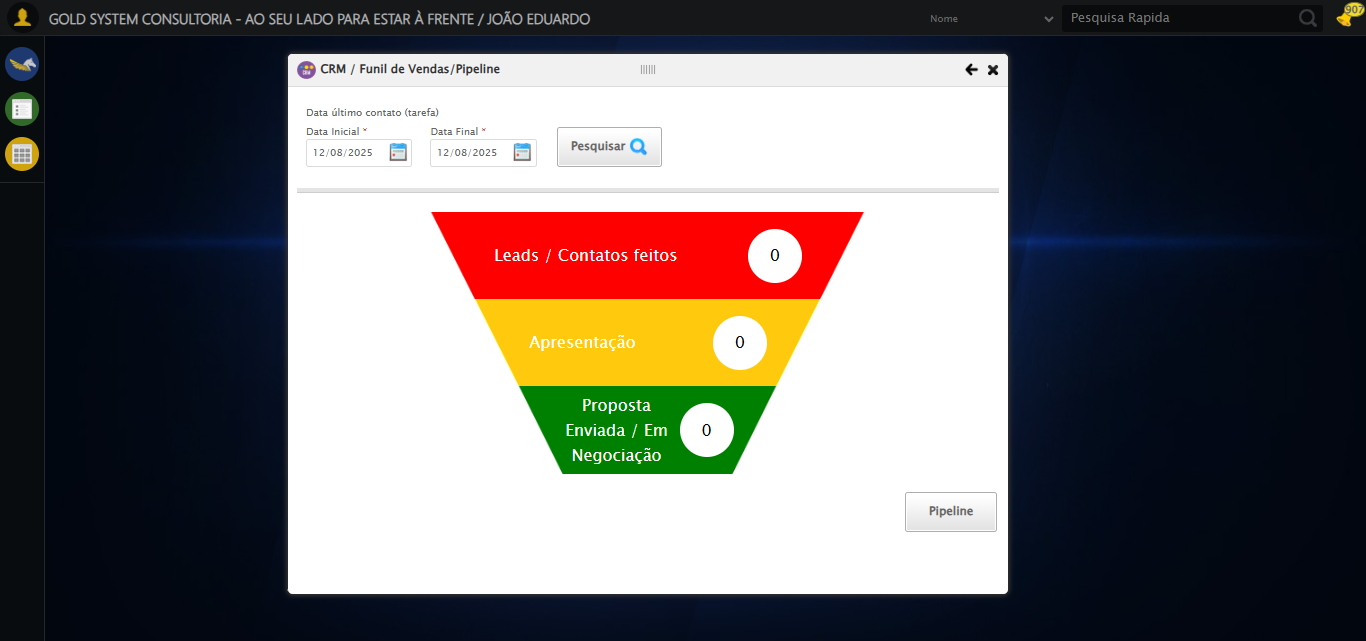 GOLD SYSTEM CONSULTORIA - AO SEU LADO PARA ESTAR À FRENTE / JOÃO EDUARDO
Nome
Pesquisa Rapida
907
CRM / Funil de Vendas/Pipeline
Data último contato (tarefa)
Data Inicial *
Data Final *
12/08/2025
12/08/2025
Pesquisar
Leads / Contatos feitos
0
Apresentação
0
Proposta
Enviada / Em
Negociação
0
Pipeline